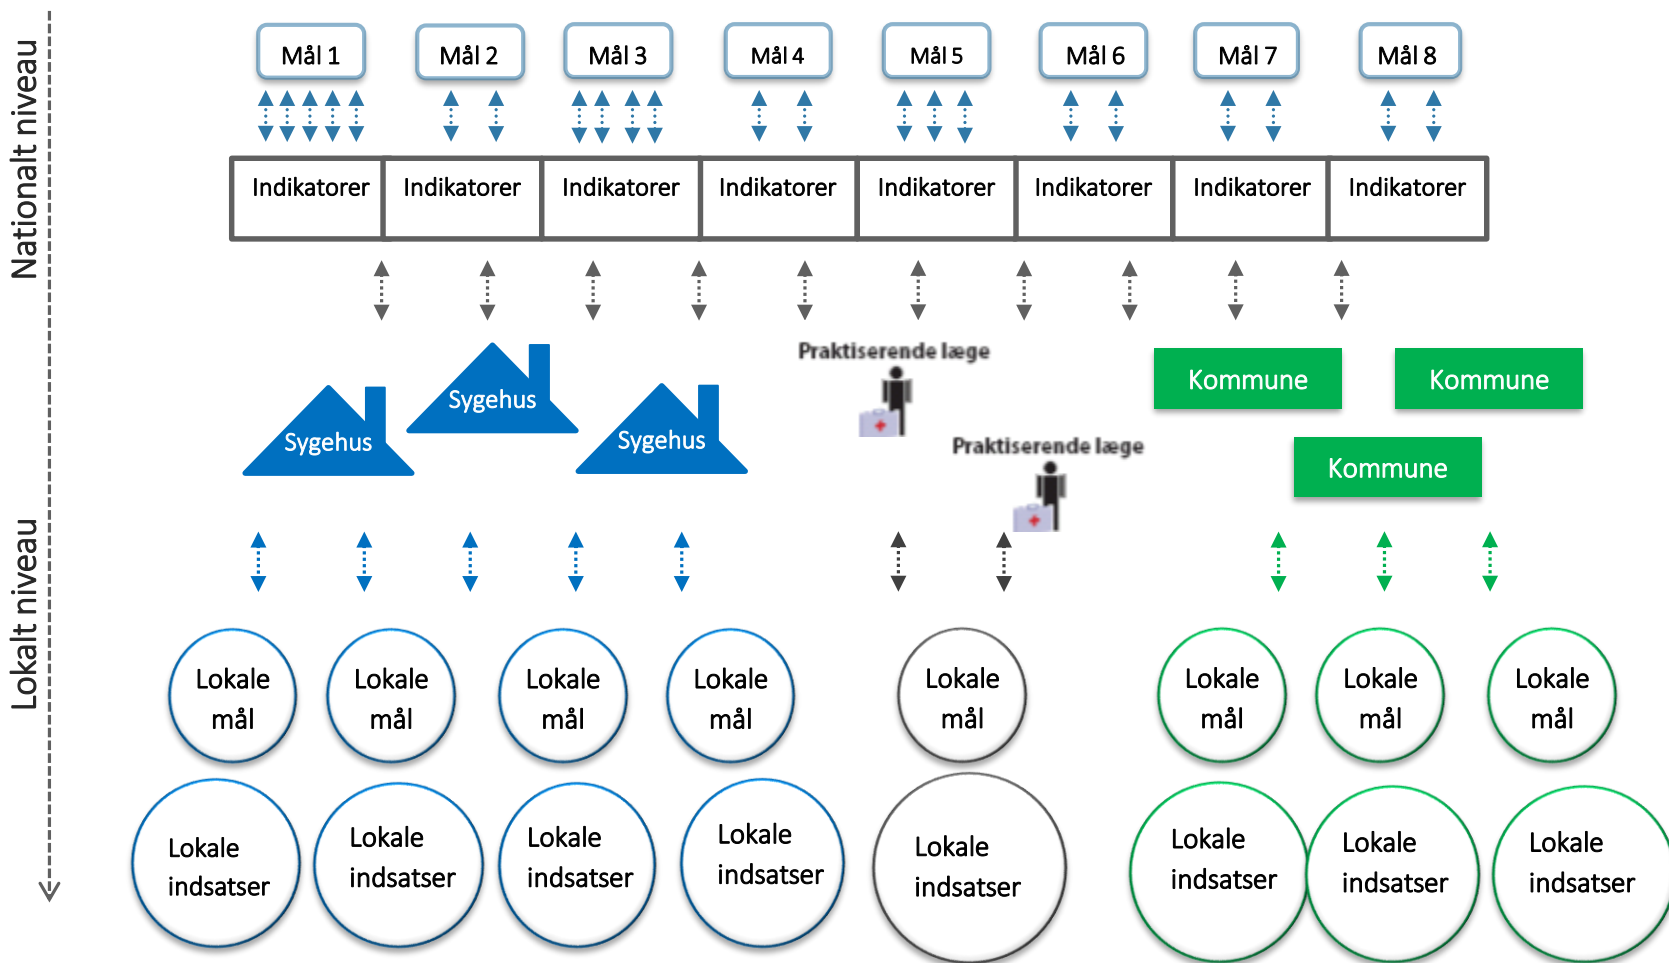 Nationalt niveau
Lokalt niveau
Mål 1
Mål 2
Mål 3
Mål 4
Mål 5
Mål 6
Mål 7
Mål 8
Indikatorer
Indikatorer
Indikatorer
Indikatorer
Indikatorer
Indikatorer
Indikatorer
Indikatorer
Sygehus
Sygehus
Sygehus
Praktiserende læge
Praktiserende læge
Kommune
Kommune
Kommune
Lokale
mål
Lokale
mål
Lokale
mål
Lokale
mål
Lokale
mål
Lokale
mål
Lokale
mål
Lokale
mål
Lokale
indsatser
Lokale
indsatser
Lokale
indsatser
Lokale
indsatser
Lokale
indsatser
Lokale
indsatser
Lokale
indsatser
Lokale
indsatser